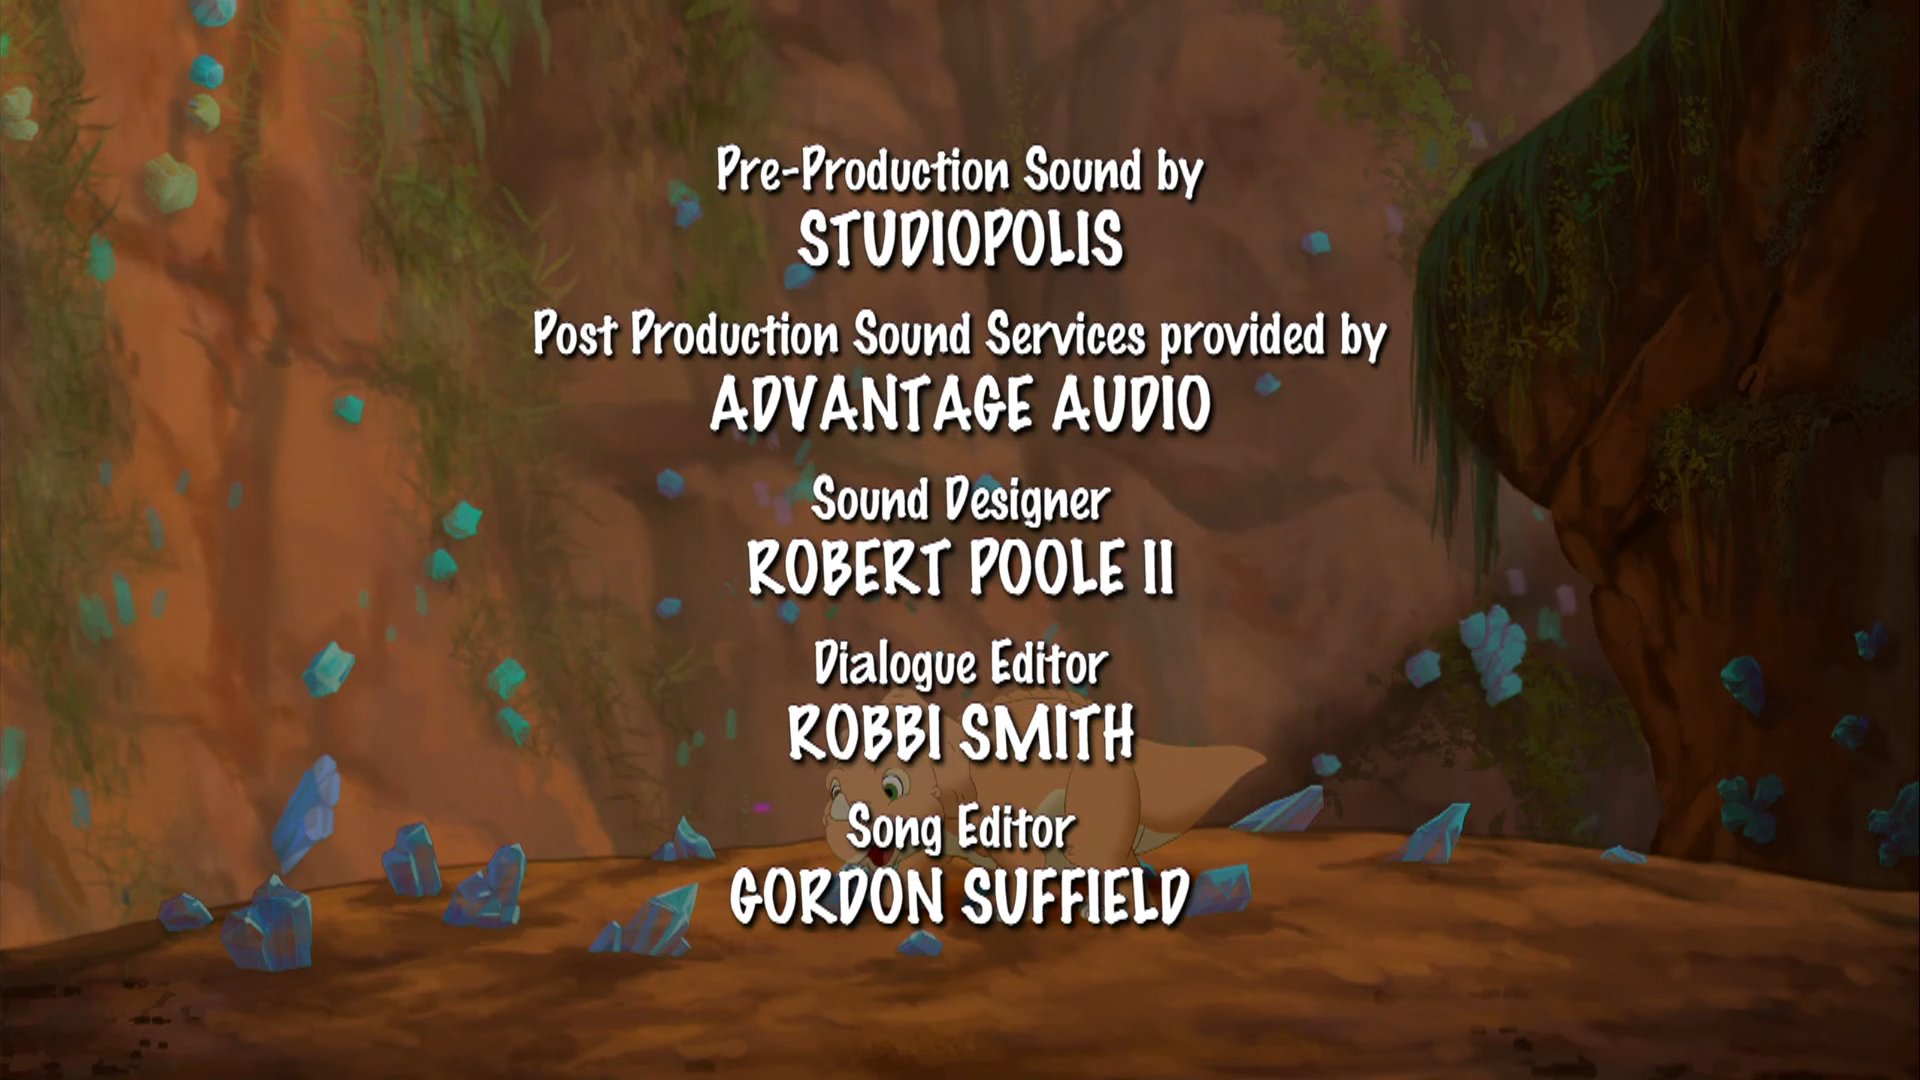 Pre-Production Sound by
STUDIOPOLIS
Post Production Sound Services provided by
ADVANTAGE AUDIO
Sound Designer
ROBERT POOLE II
Dialogue Editor
ROBBI SMITH
Song Editor
GORDON SUFFIELD